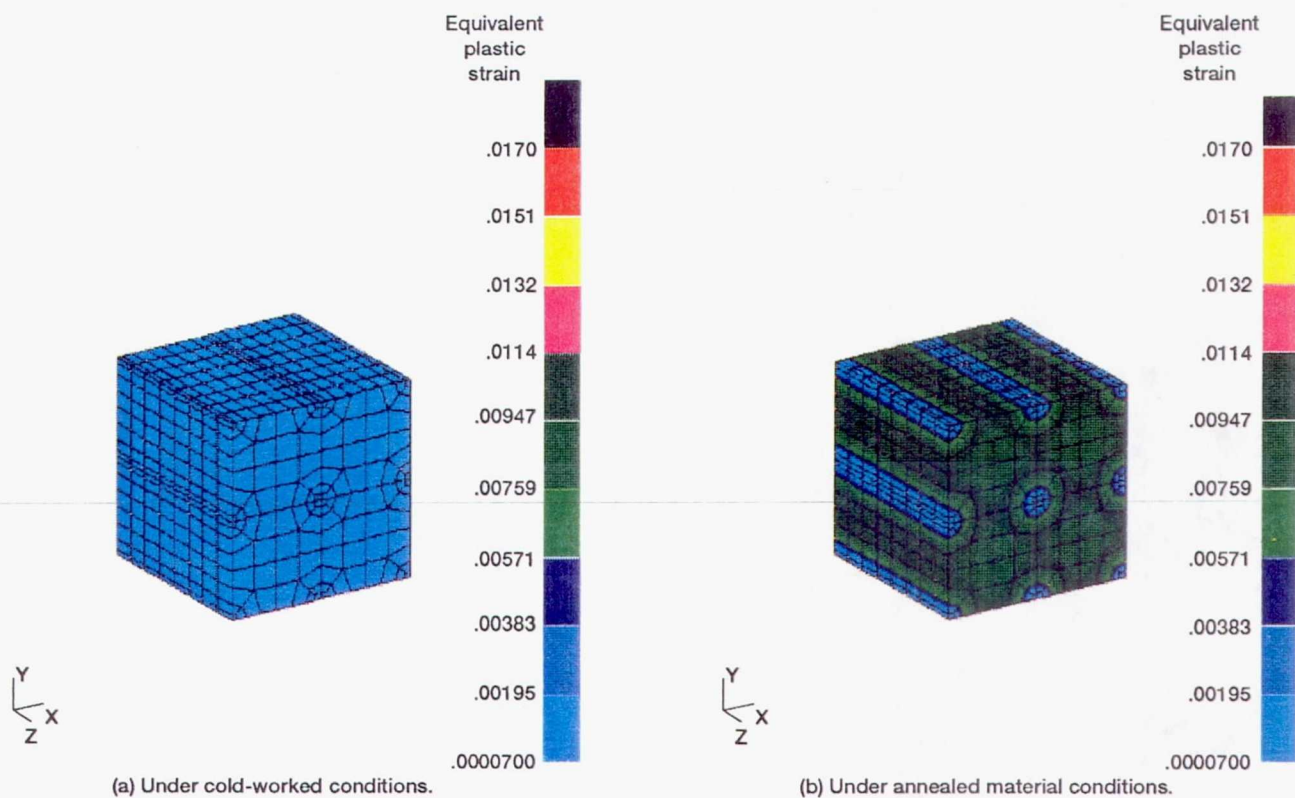 Equivalent
plastic
strain
.0170
.0151
.0132
.0114
.00947
.00759
.00571
.00383
.00195
.0000700
Y
X
Z
(a) Under cold-worked conditions.
Equivalent
plastic
strain
.0170
.0151
.0132
.0114
.00947
.00759
.00571
.00383
.00195
.0000700
Y
X
Z
(b) Under annealed material conditions.